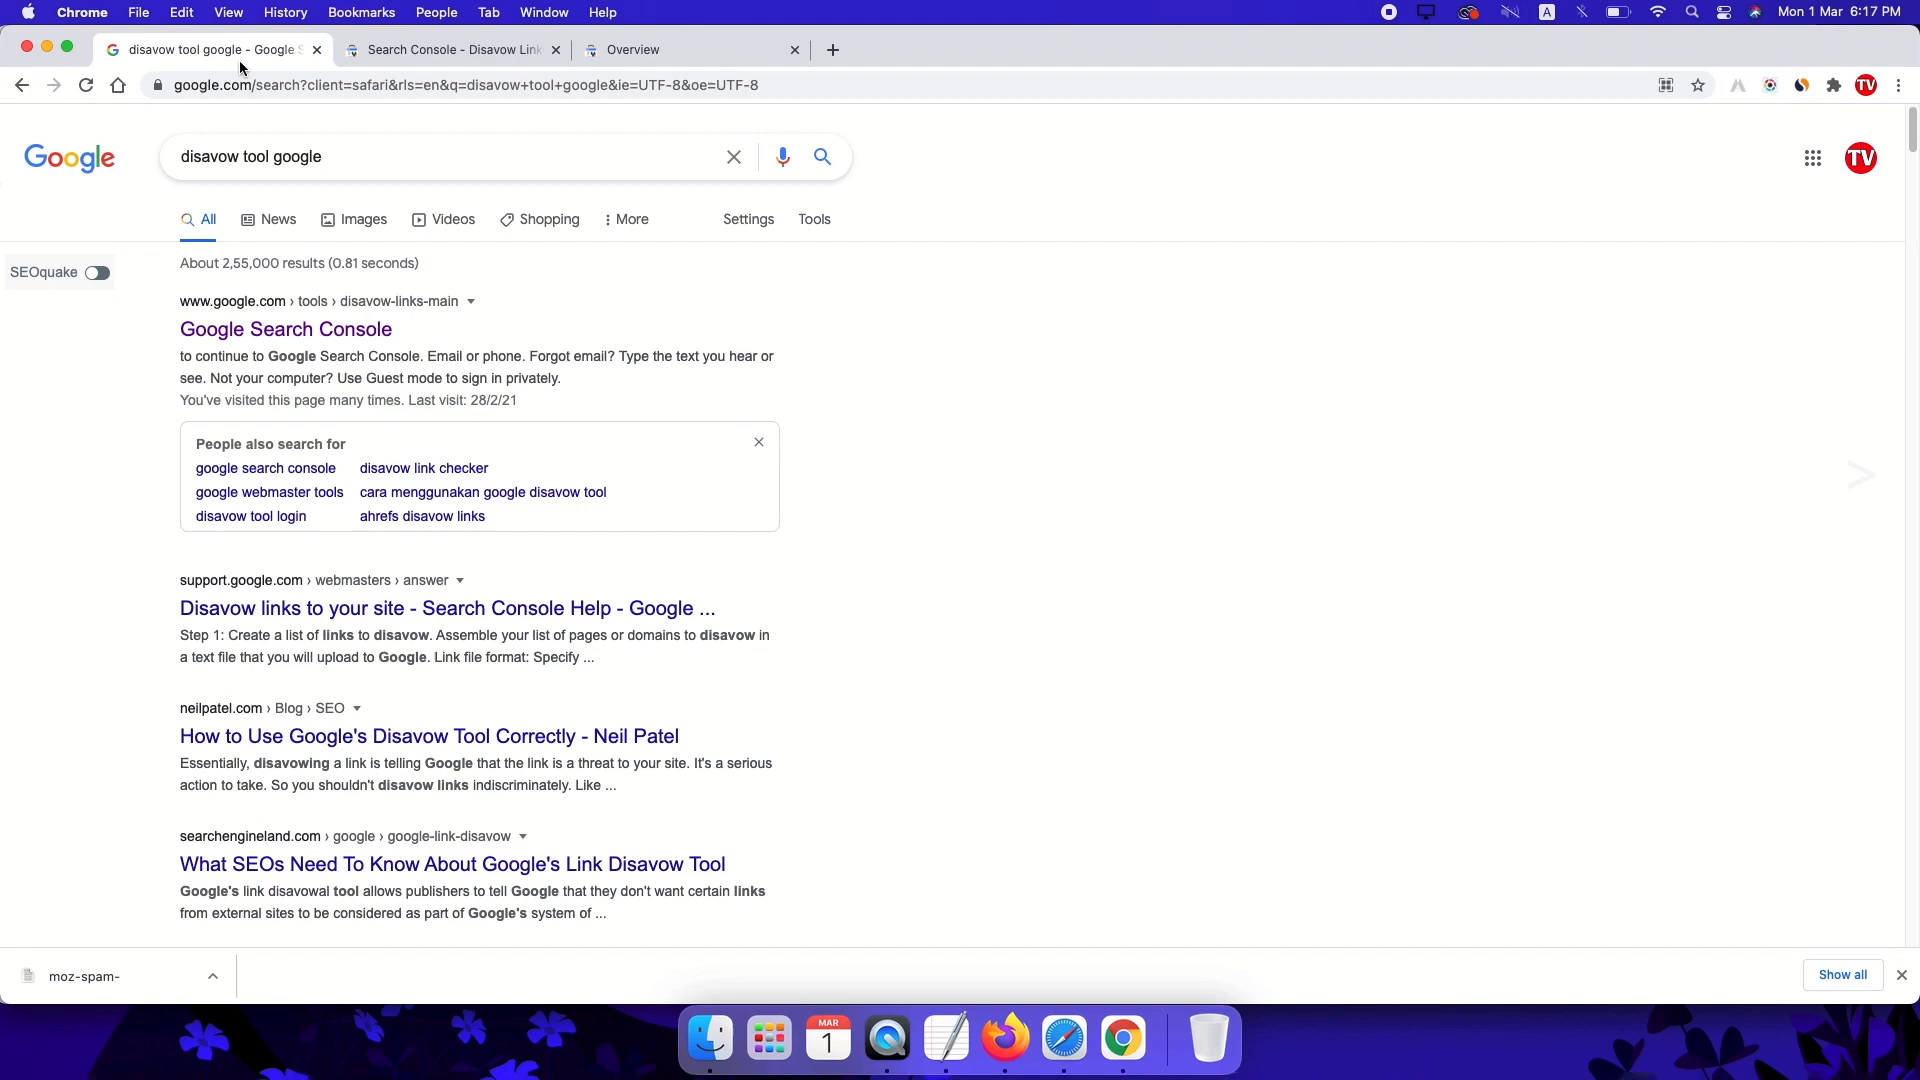 Chrome File Edit View History Bookmarks People Tab Window Help A Mon 1 Mar 6:17 PM
disavow tool google - Google S Search Console - Disavow Link Overview
google.com/search?client=safari&rls=en&q=disavow+tool+google&ie=UTF-8&oe=UTF-8 TV
Google disavow tool google TV
All News Images Videos Shopping More Settings Tools
About 2,55,000 results (0.81 seconds)
SEOquake
www.google.com › tools › disavow-links-main
Google Search Console
to continue to Google Search Console. Email or phone. Forgot email? Type the text you hear or
see. Not your computer? Use Guest mode to sign in privately.
You've visited this page many times. Last visit: 28/2/21
People also search for
google search console disavow link checker
google webmaster tools cara menggunakan google disavow tool
disavow tool login ahrefs disavow links
support.google.com › webmasters › answer
Disavow links to your site - Search Console Help - Google ...
Step 1: Create a list of links to disavow. Assemble your list of pages or domains to disavow in
a text file that you will upload to Google. Link file format: Specify ...
neilpatel.com › Blog › SEO
How to Use Google's Disavow Tool Correctly - Neil Patel
Essentially, disavowing a link is telling Google that the link is a threat to your site. It's a serious
action to take. So you shouldn't disavow links indiscriminately. Like ...
searchengineland.com › google › google-link-disavow
What SEOs Need To Know About Google's Link Disavow Tool
Google's link disavowal tool allows publishers to tell Google that they don't want certain links
from external sites to be considered as part of Google's system of ...
moz-spam- Show all
MAR
1